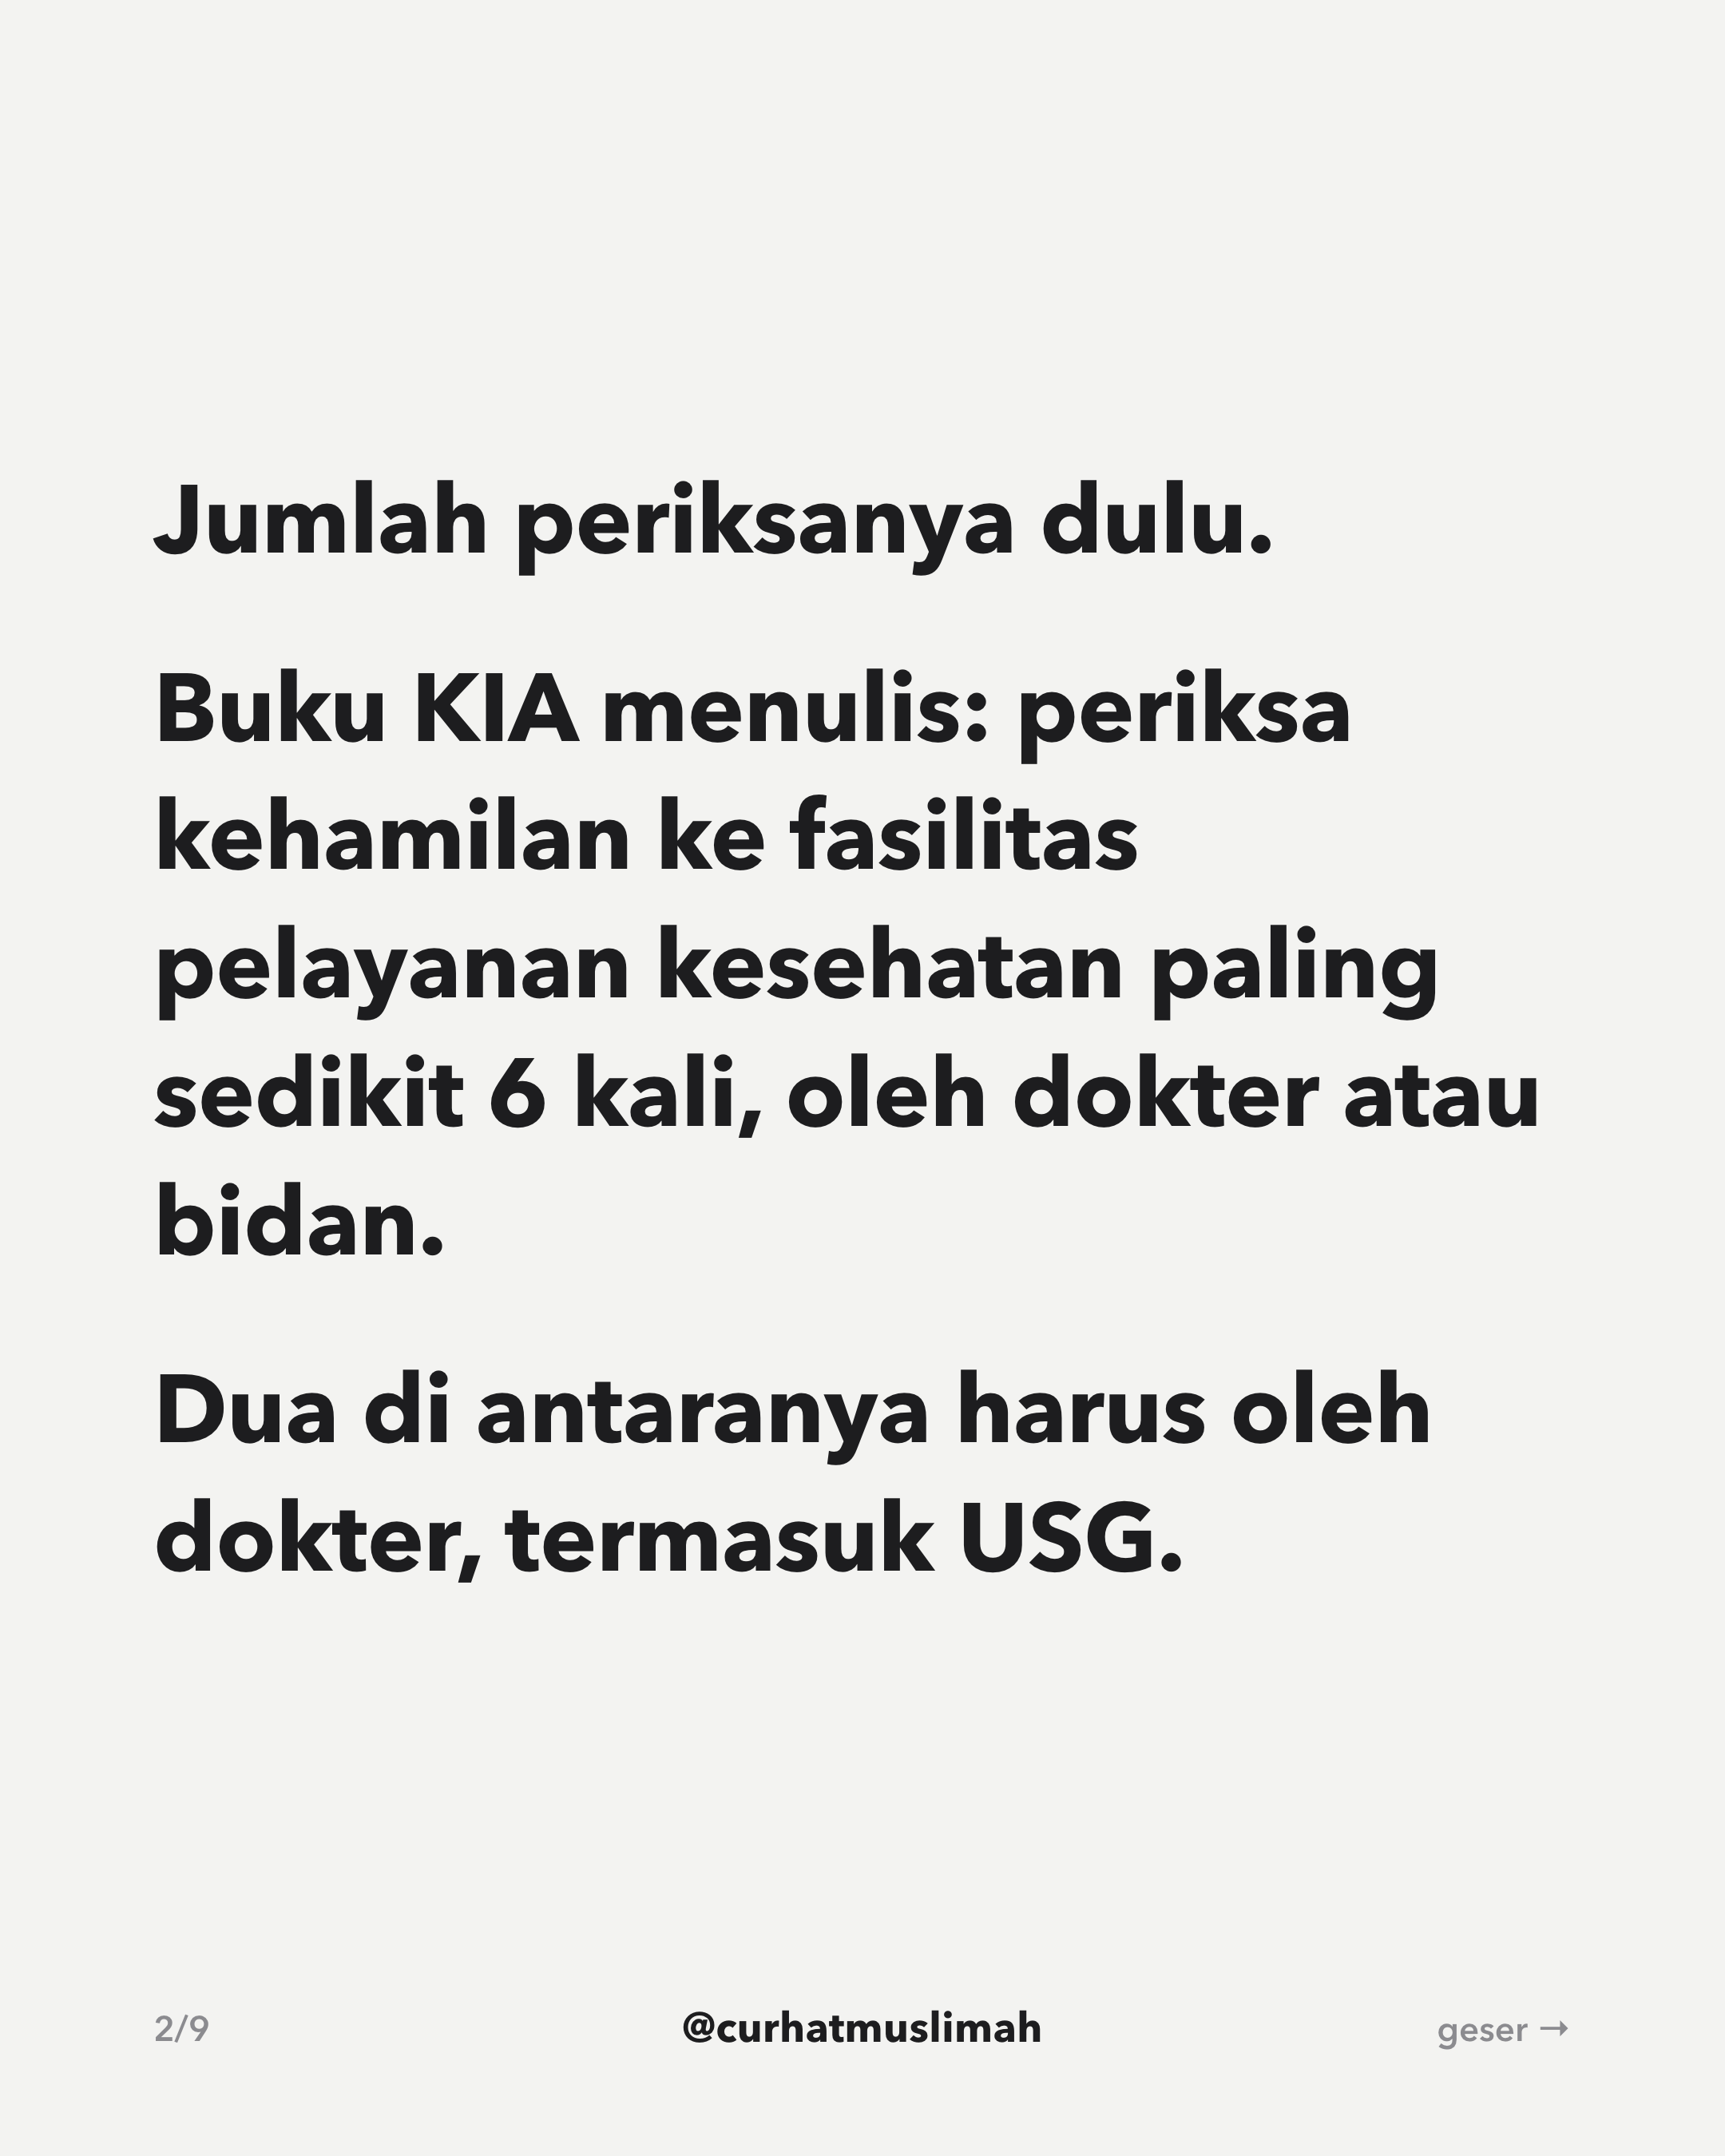 Jumlah periksanya dulu.
Buku KIA menulis: periksa
kehamilan ke fasilitas
pelayanan kesehatan paling
sedikit 6 kali, oleh dokter atau
bidan.
Dua di antaranya harus oleh
dokter, termasuk USG.
2/9
@curhatmuslimah
geser →